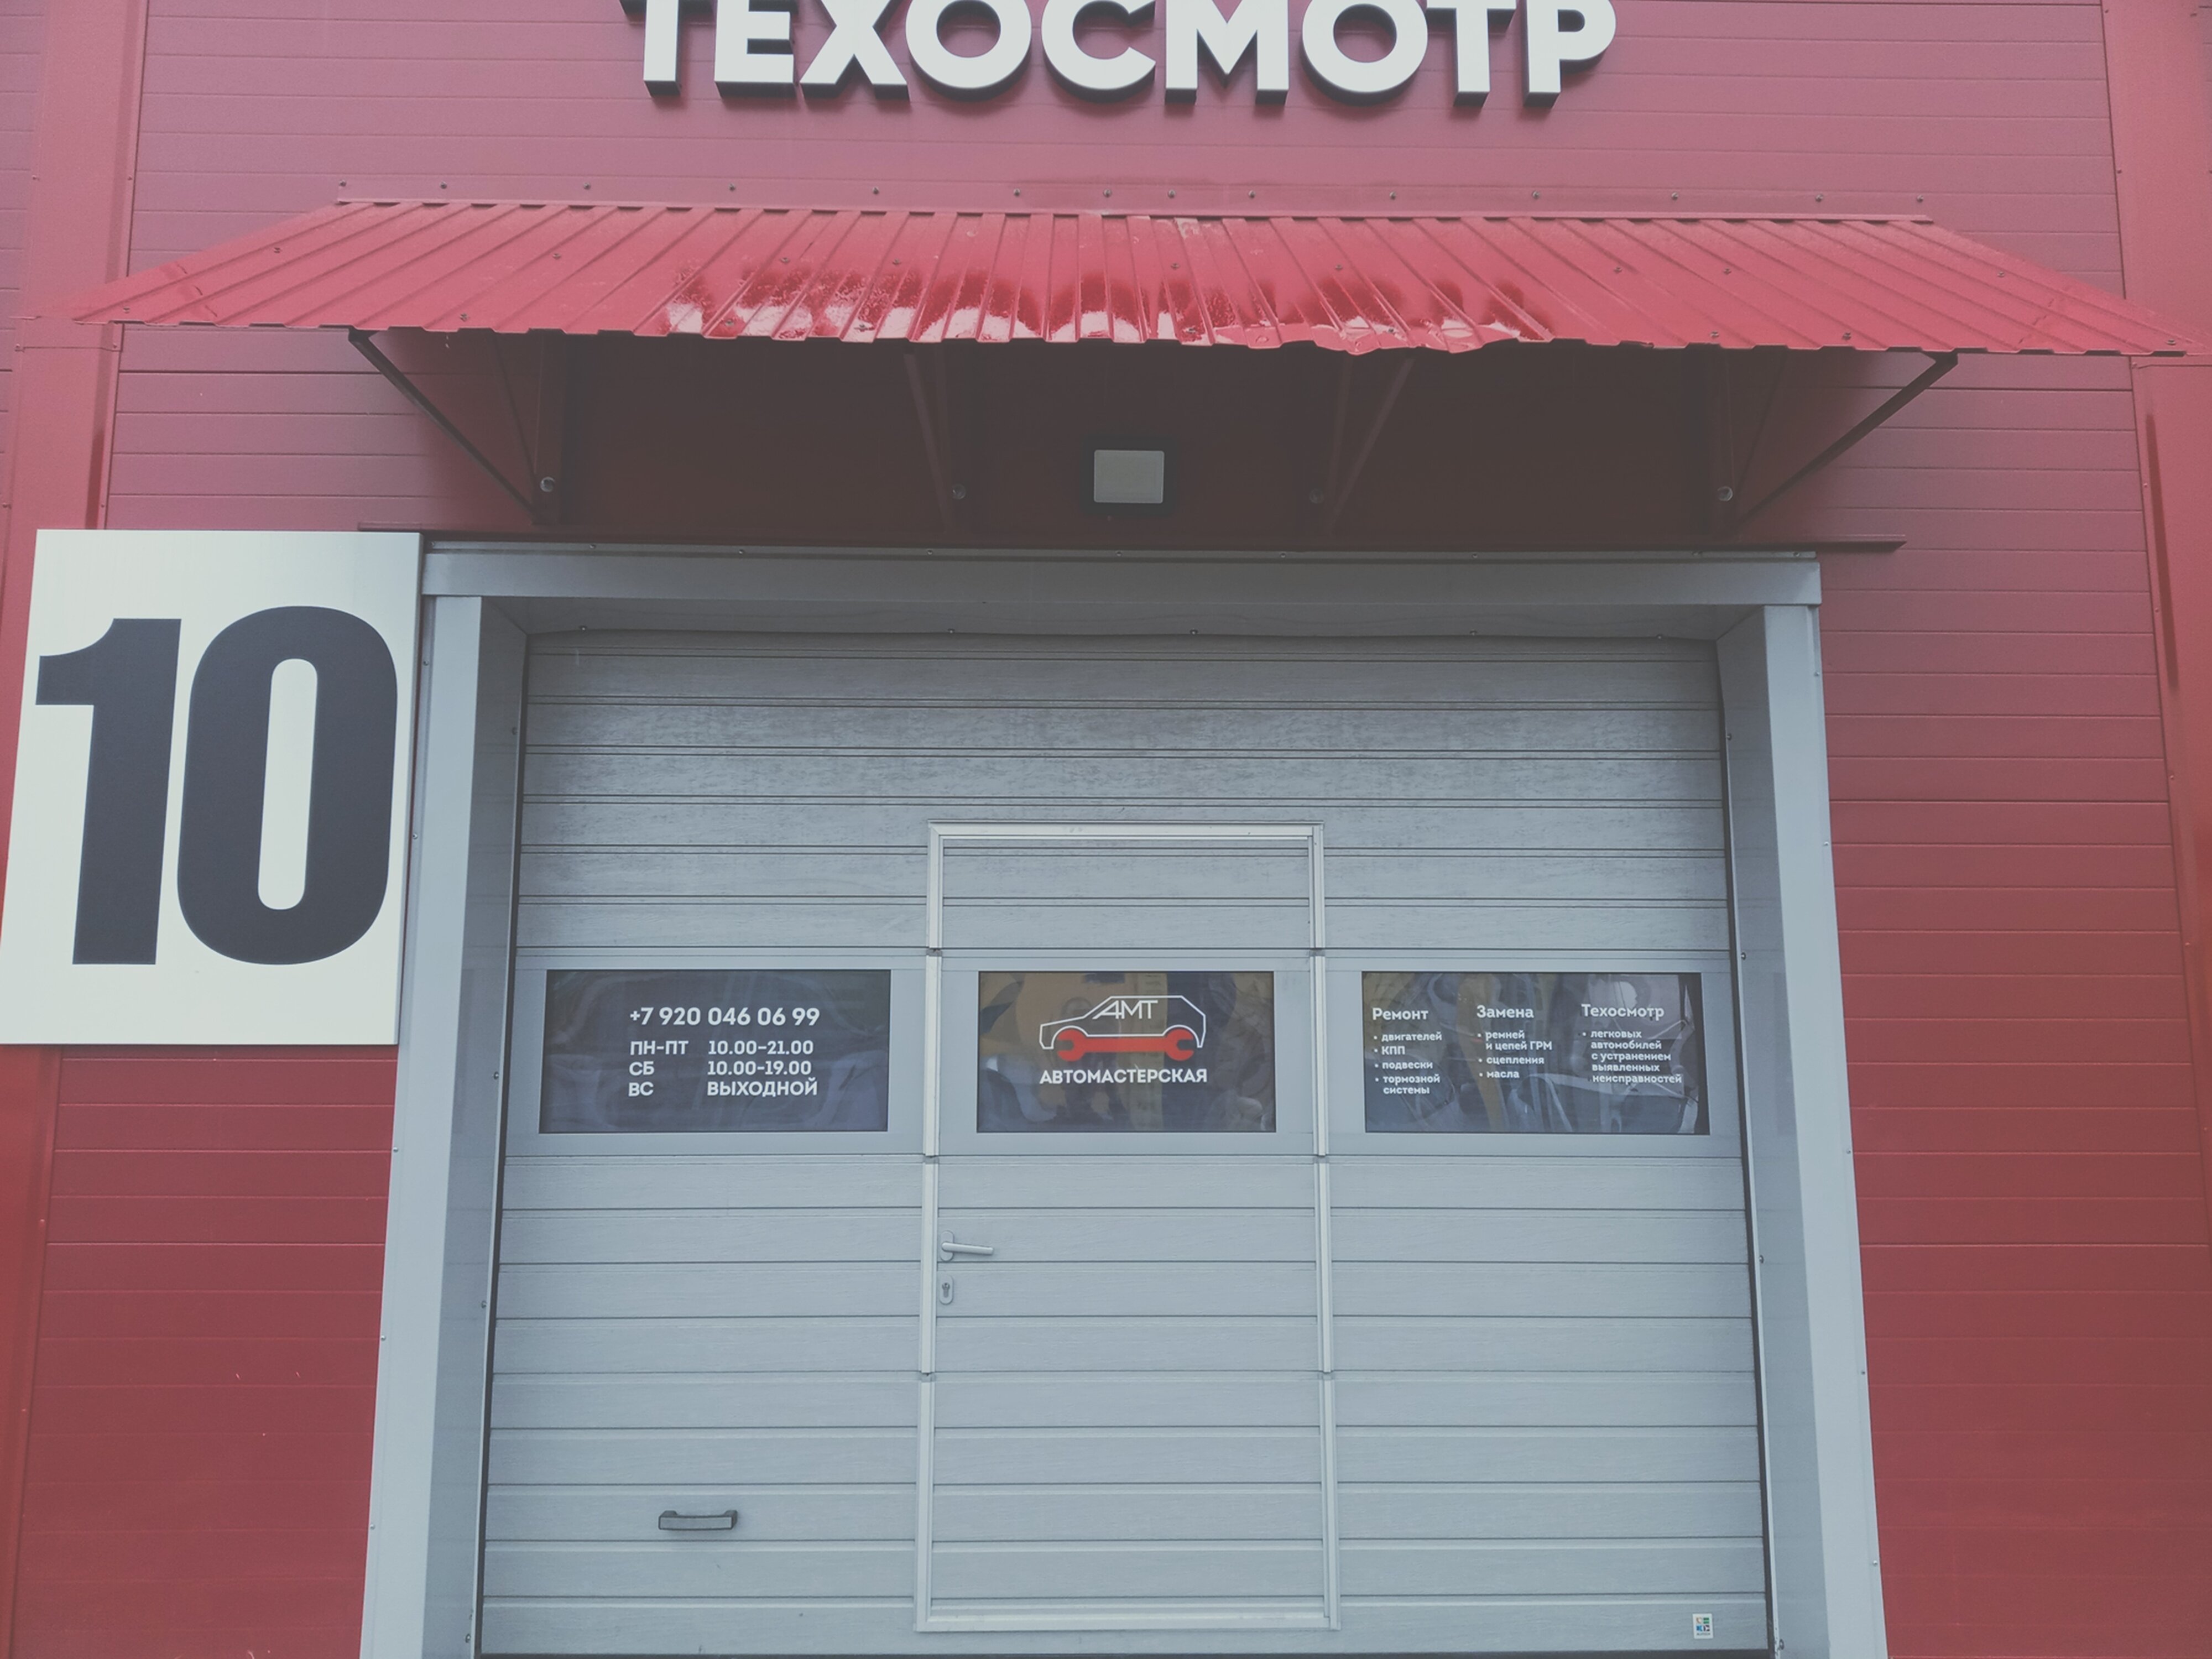 ТЕХОСМОТР
10
+7 920 046 06 99
ПН-ПТ 10.00-21.00
СБ 10.00-19.00
ВС ВЫХОДНОЙ
АМТ
АВТОМАСТЕРСКАЯ
Ремонт
• двигателей
• КПП
• подвески
• тормозной
системы
Замена
• ремней
и цепей ГРМ
• сцепления
• масла
Техосмотр
• легковых
автомобилей
с устранением
выявленных
неисправностей